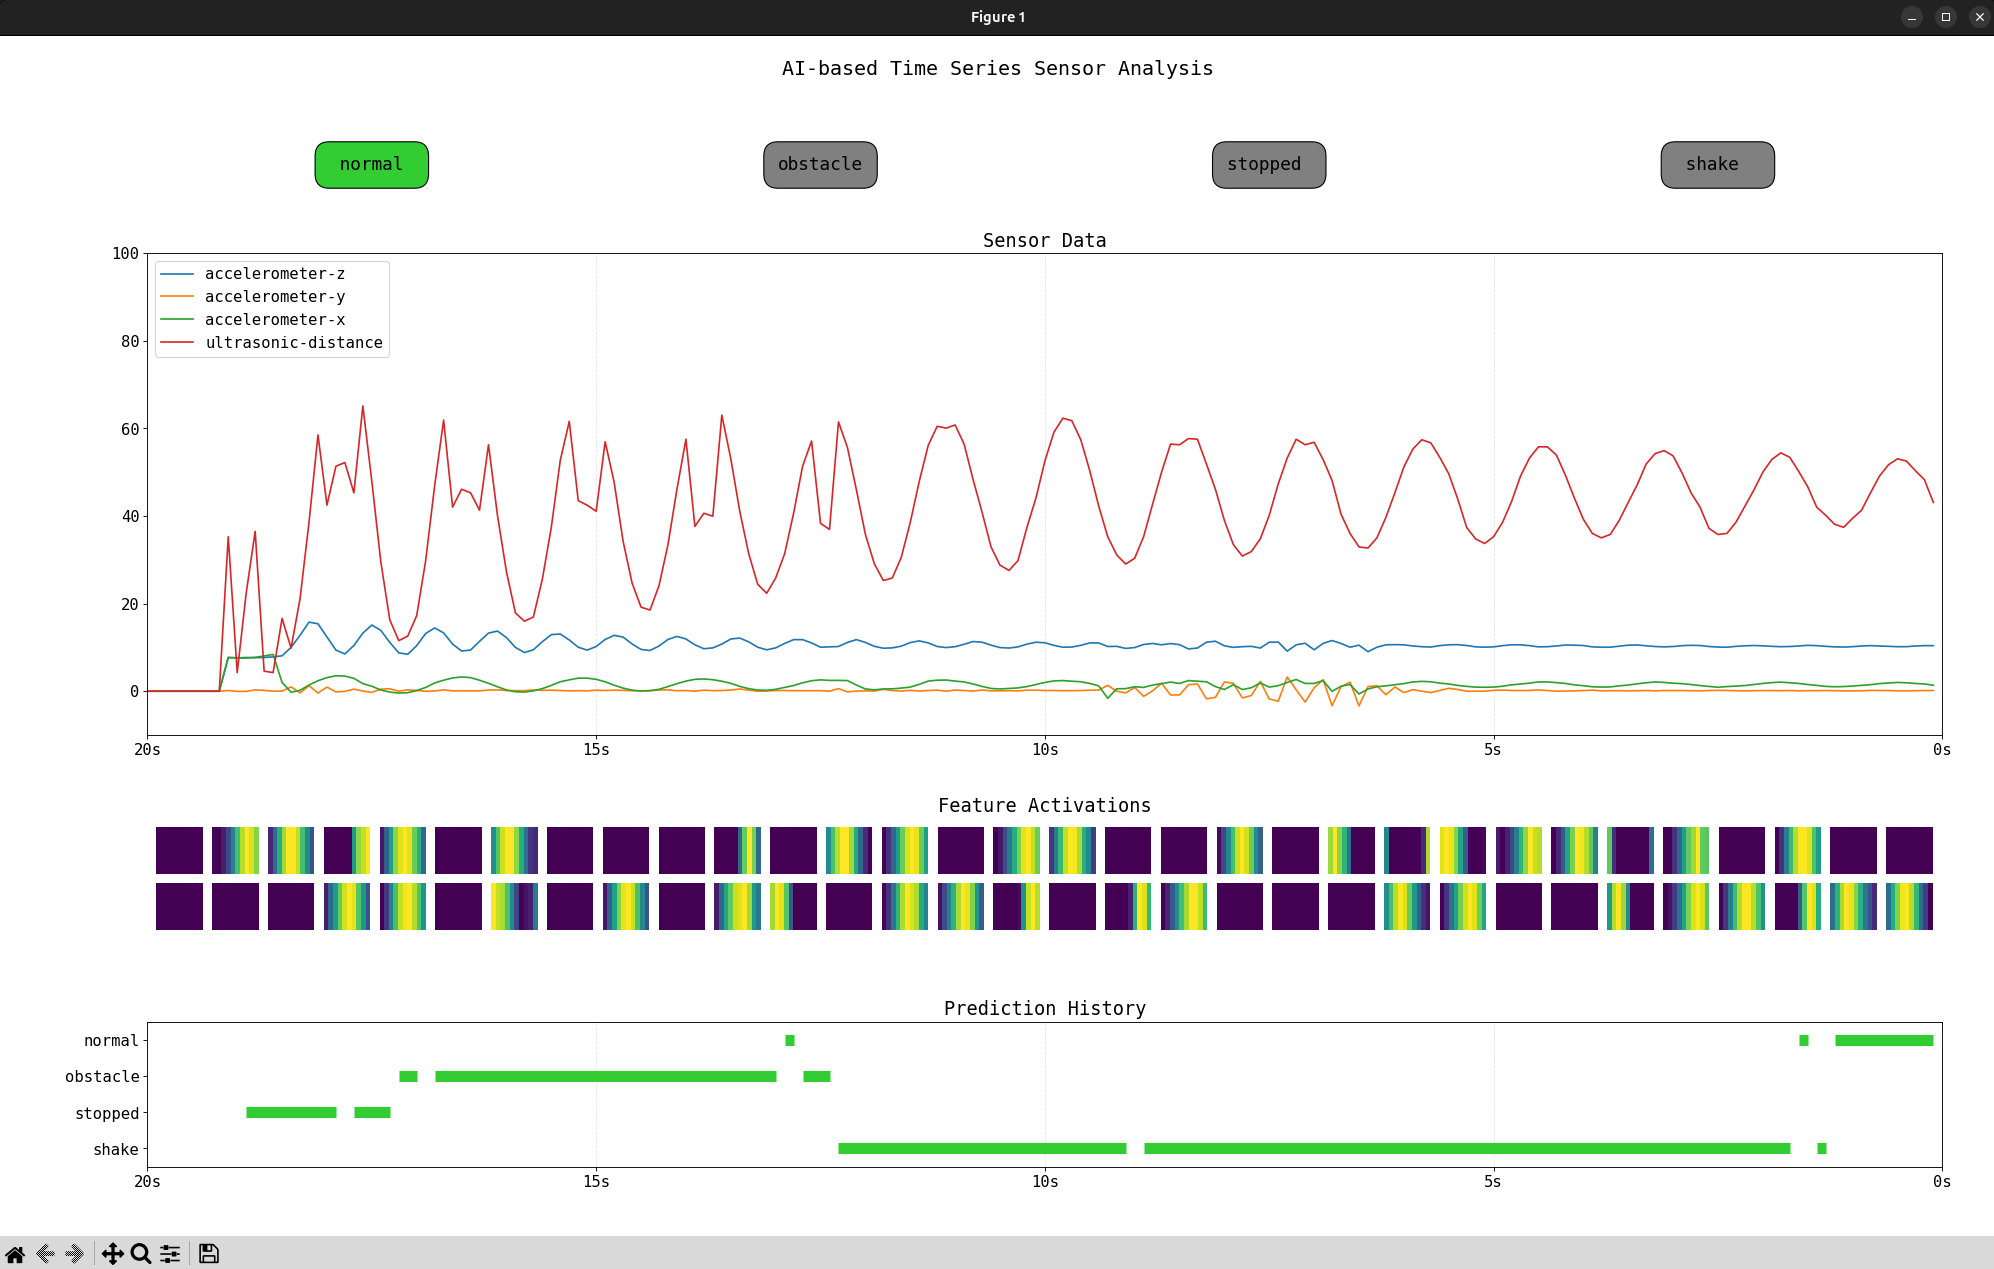 Figure 1
AI-based Time Series Sensor Analysis
normal
obstacle
stopped
shake
Sensor Data
100
80
60
40
20
0
accelerometer-z
accelerometer-y
accelerometer-x
ultrasonic-distance
20s
15s
10s
5s
0s
Feature Activations
Prediction History
normal
obstacle
stopped
shake
20s
15s
10s
5s
0s